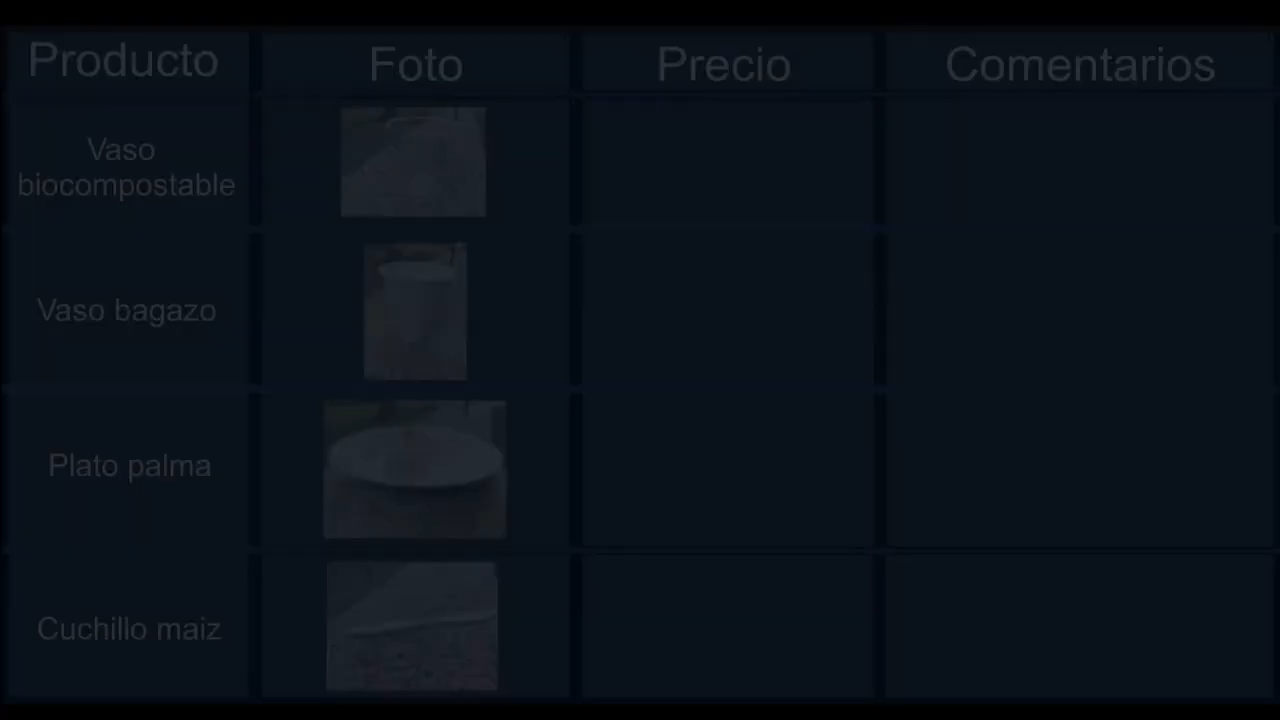 Producto Foto Precio Comentarios
Vaso
biocompostable
Vaso bagazo
Plato palma
Cuchillo maiz